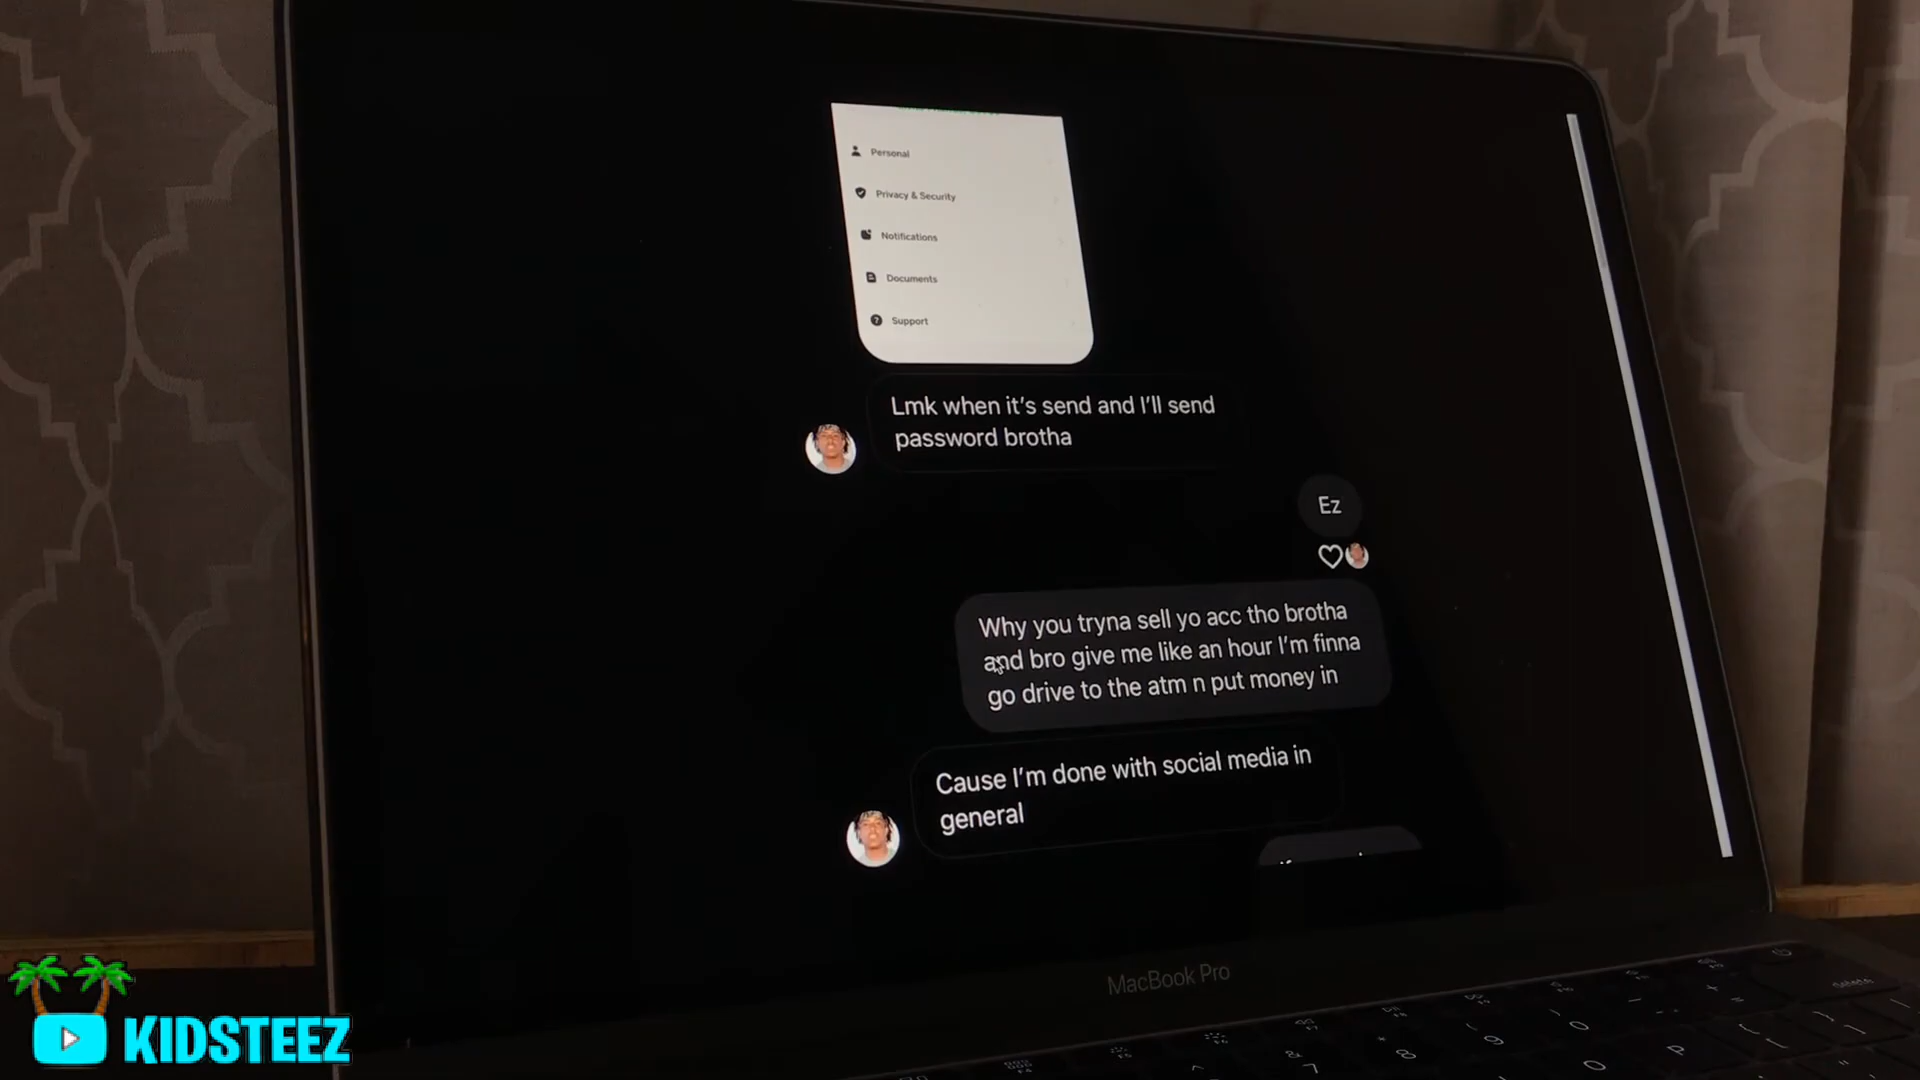 Personal
Privacy & Security
Notifications
Documents
Support
Lmk when it's send and I'll send
password brotha
Ez
Why you tryna sell yo acc tho brotha
and bro give me like an hour I'm finna
go drive to the atm n put money in
Cause I'm done with social media in
general
MacBook Pro
delete
KIDSTEEZ